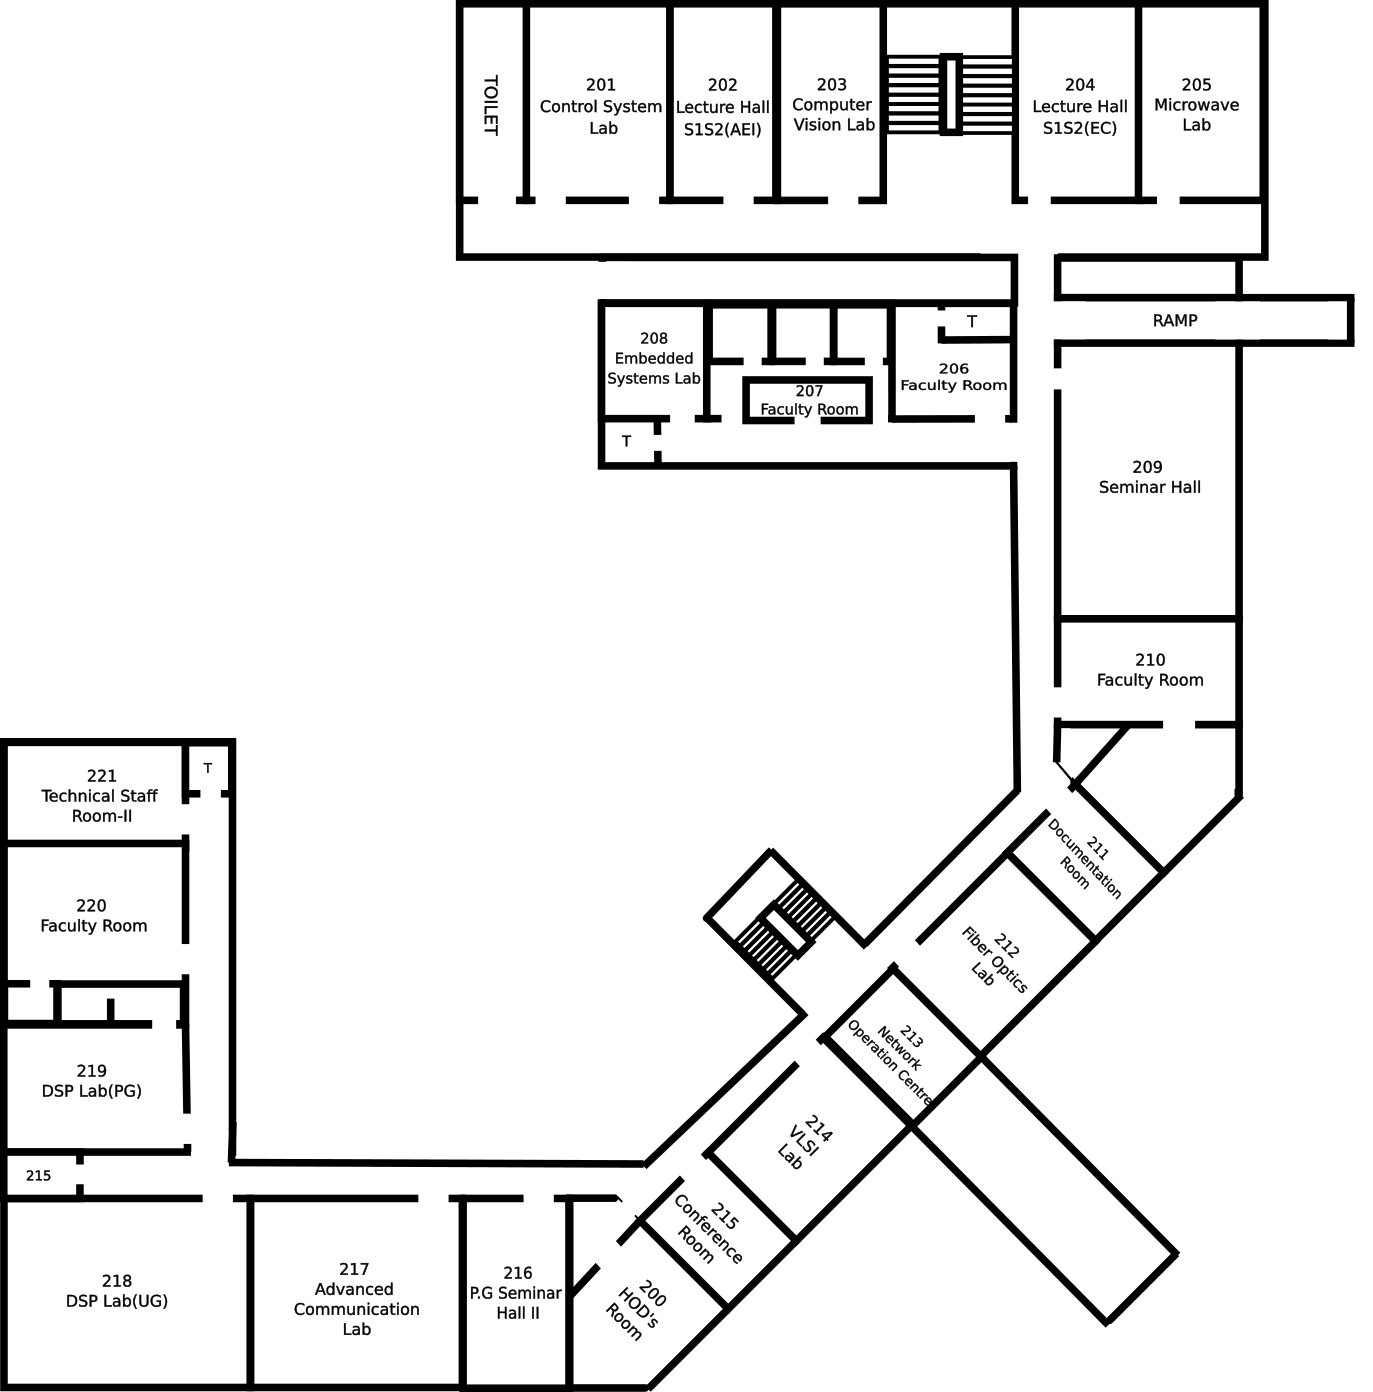 TOILET
201
Control System
Lab
202
Lecture Hall
S1S2(AEI)
203
Computer
Vision Lab
204
Lecture Hall
S1S2(EC)
205
Microwave
Lab
RAMP
T
206
Faculty Room
207
Faculty Room
208
Embedded
Systems Lab
T
209
Seminar Hall
210
Faculty Room
211
Documentation
Room
212
Fiber Optics
Lab
213
Network
Operation Centre
214
VLSI
Lab
215
Conference
Room
200
HOD's
Room
216
P.G Seminar
Hall II
217
Advanced
Communication
Lab
218
DSP Lab(UG)
215
219
DSP Lab(PG)
220
Faculty Room
221
Technical Staff
Room-II
T